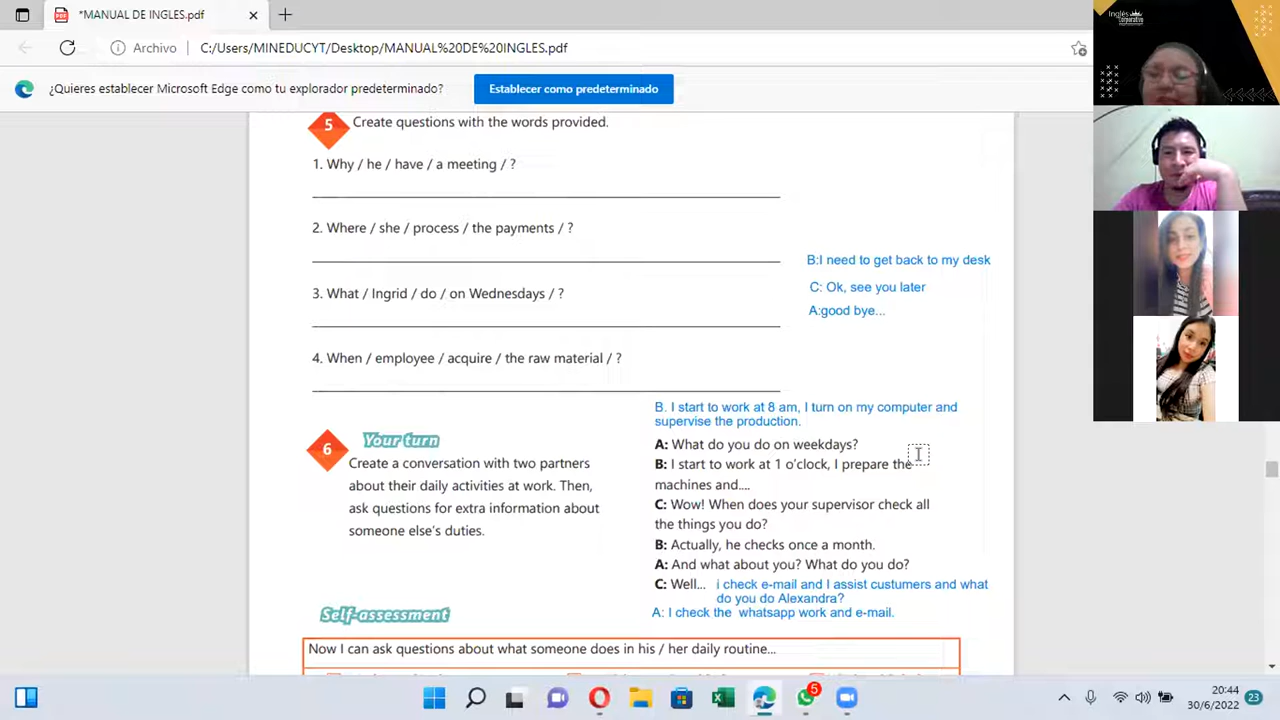 *MANUAL DE INGLES.pdf
Archivo
C:/Users/MINEDUCYT/Desktop/MANUAL%20DE%20INGLES.pdf
¿Quieres establecer Microsoft Edge como tu explorador predeterminado?
Establecer como predeterminado
Inglés
Corporativo
5
Create questions with the words provided.
1. Why / he / have / a meeting / ?
2. Where / she / process / the payments / ?
3. What / Ingrid / do / on Wednesdays / ?
4. When / employee / acquire / the raw material / ?
B:I need to get back to my desk
C: Ok, see you later
A:good bye...
6
Your turn
Create a conversation with two partners
about their daily activities at work. Then,
ask questions for extra information about
someone else's duties.
B. I start to work at 8 am, I turn on my computer and
supervise the production.
A: What do you do on weekdays?
B: I start to work at 1 o'clock, I prepare the
machines and....
C: Wow! When does your supervisor check all
the things you do?
B: Actually, he checks once a month.
A: And what about you? What do you do?
C: Well... i check e-mail and I assist custumers and what
do you do Alexandra?
A: I check the whatsapp work and e-mail.
Self-assessment
Now I can ask questions about what someone does in his / her daily routine...
5
20:44
30/6/2022
23